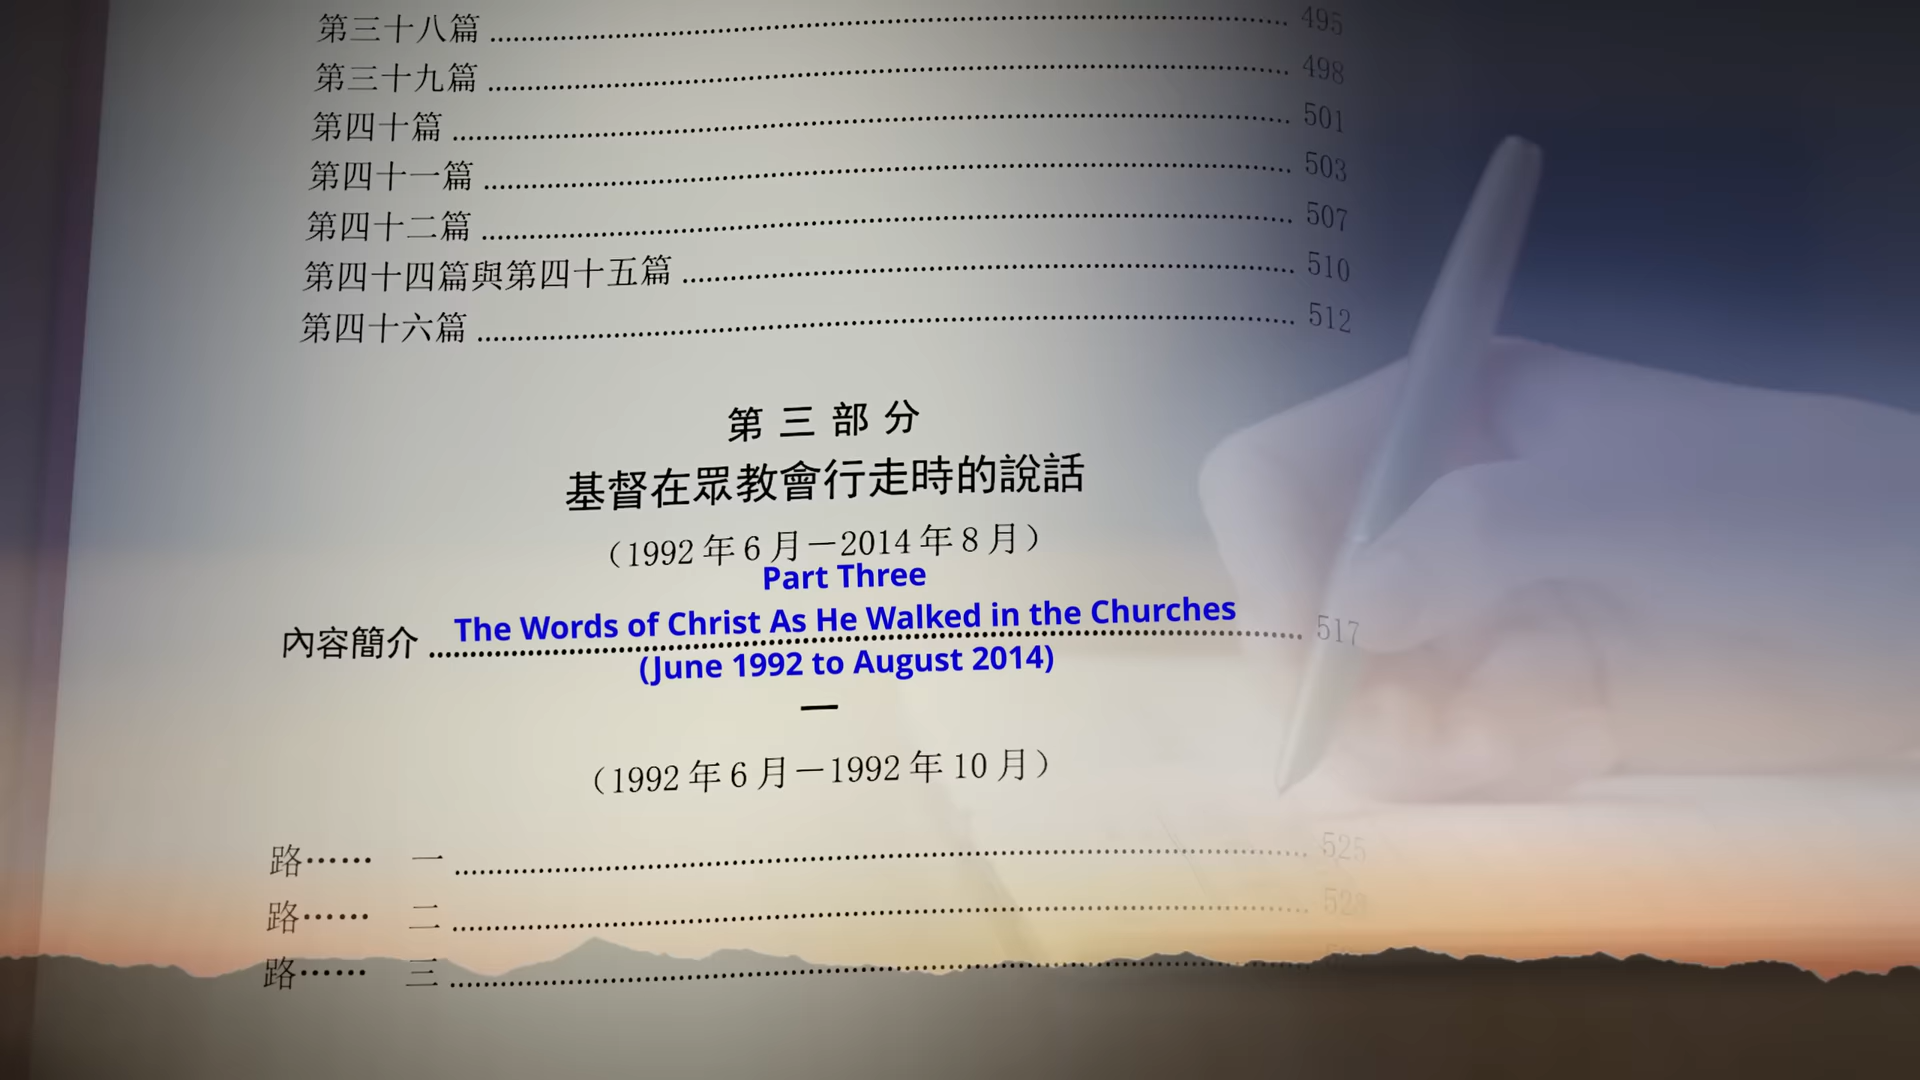 第三十八篇 495
第三十九篇 498
第四十篇 501
第四十一篇 503
第四十二篇 507
第四十四篇與第四十五篇 510
第四十六篇 512
第三部分
基督在眾教會行走時的說話
（1992年6月－2014年8月）
Part Three
The Words of Christ As He Walked in the Churches
內容簡介 517
(June 1992 to August 2014)
一
（1992年6月－1992年10月）
路…… 一 525
路…… 二
路…… 三